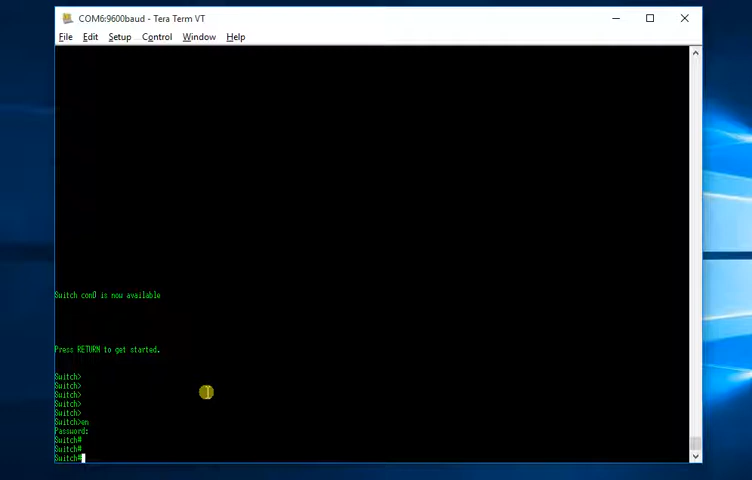 COM6:9600baud - Tera Term VT
File Edit Setup Control Window Help
Switch con0 is now available
Press RETURN to get started.
Switch>
Switch>
Switch>
Switch>
Switch>
Switch>en
Password:
Switch#
Switch#
Switch#